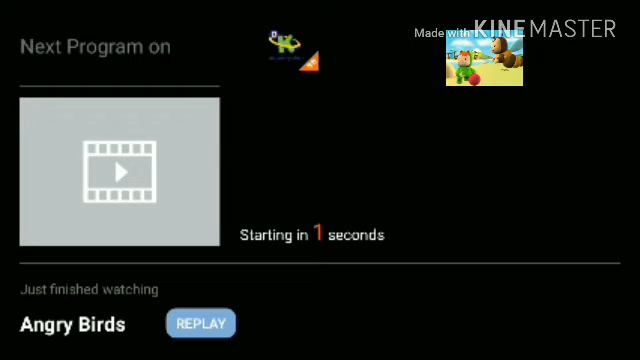 Next Program on
Made with KINEMASTER
Starting in 1 seconds
Just finished watching
Angry Birds
REPLAY